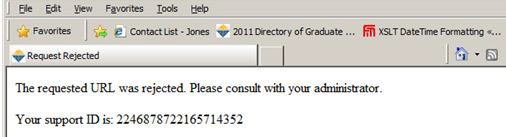 File Edit View Favorites Tools Help
Favorites Contact List - Jones 2011 Directory of Graduate ... XSLT DateTime Formatting «...
Request Rejected
The requested URL was rejected. Please consult with your administrator.
Your support ID is: 2246878722165714352